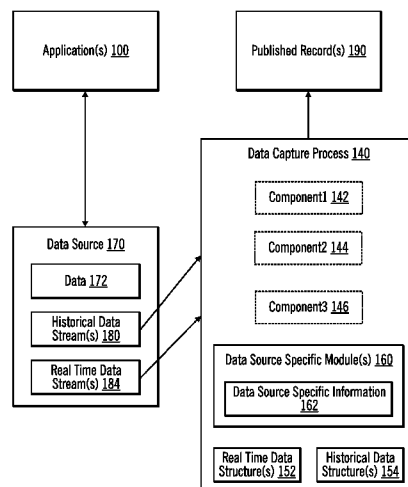 Application(s) 100
Published Record(s) 190
Data Capture Process 140
Component1 142
Component2 144
Component3 146
Data Source 170
Data 172
Historical Data
Stream(s) 180
Real Time Data
Stream(s) 184
Data Source Specific Module(s) 160
Data Source Specific Information
162
Real Time Data
Structure(s) 152
Historical Data
Structure(s) 154